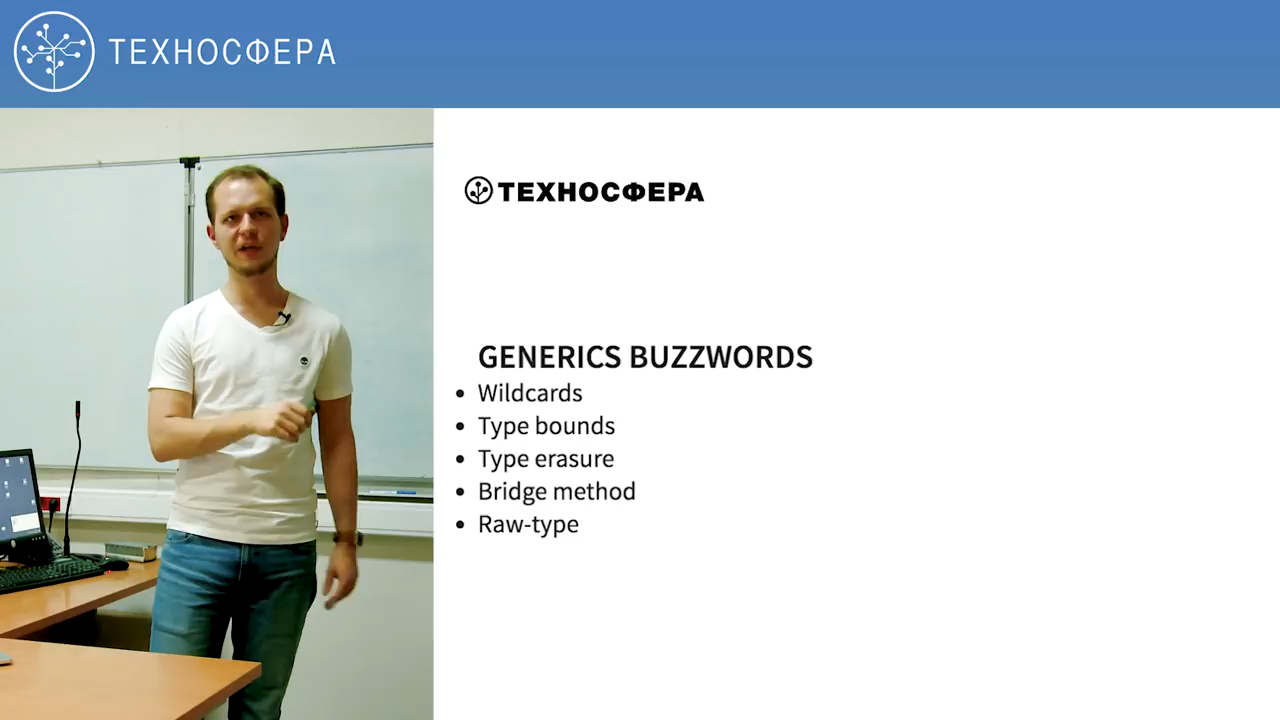 ТЕХНОСФЕРА
ТЕХНОСФЕРА
GENERICS BUZZWORDS
• Wildcards
• Type bounds
• Type erasure
• Bridge method
• Raw-type